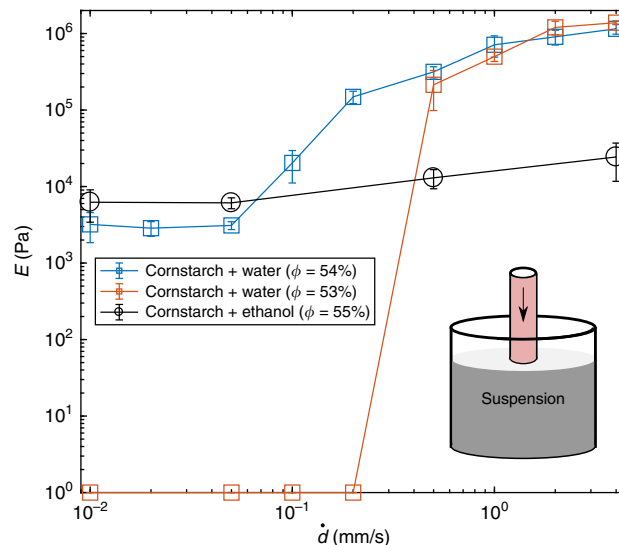 10⁶
10⁵
10⁴
10³
10²
10¹
10⁰
E (Pa)
Cornstarch + water (ϕ = 54%)
Cornstarch + water (ϕ = 53%)
Cornstarch + ethanol (ϕ = 55%)
Suspension
10⁻² 10⁻¹ 10⁰
ḋ (mm/s)